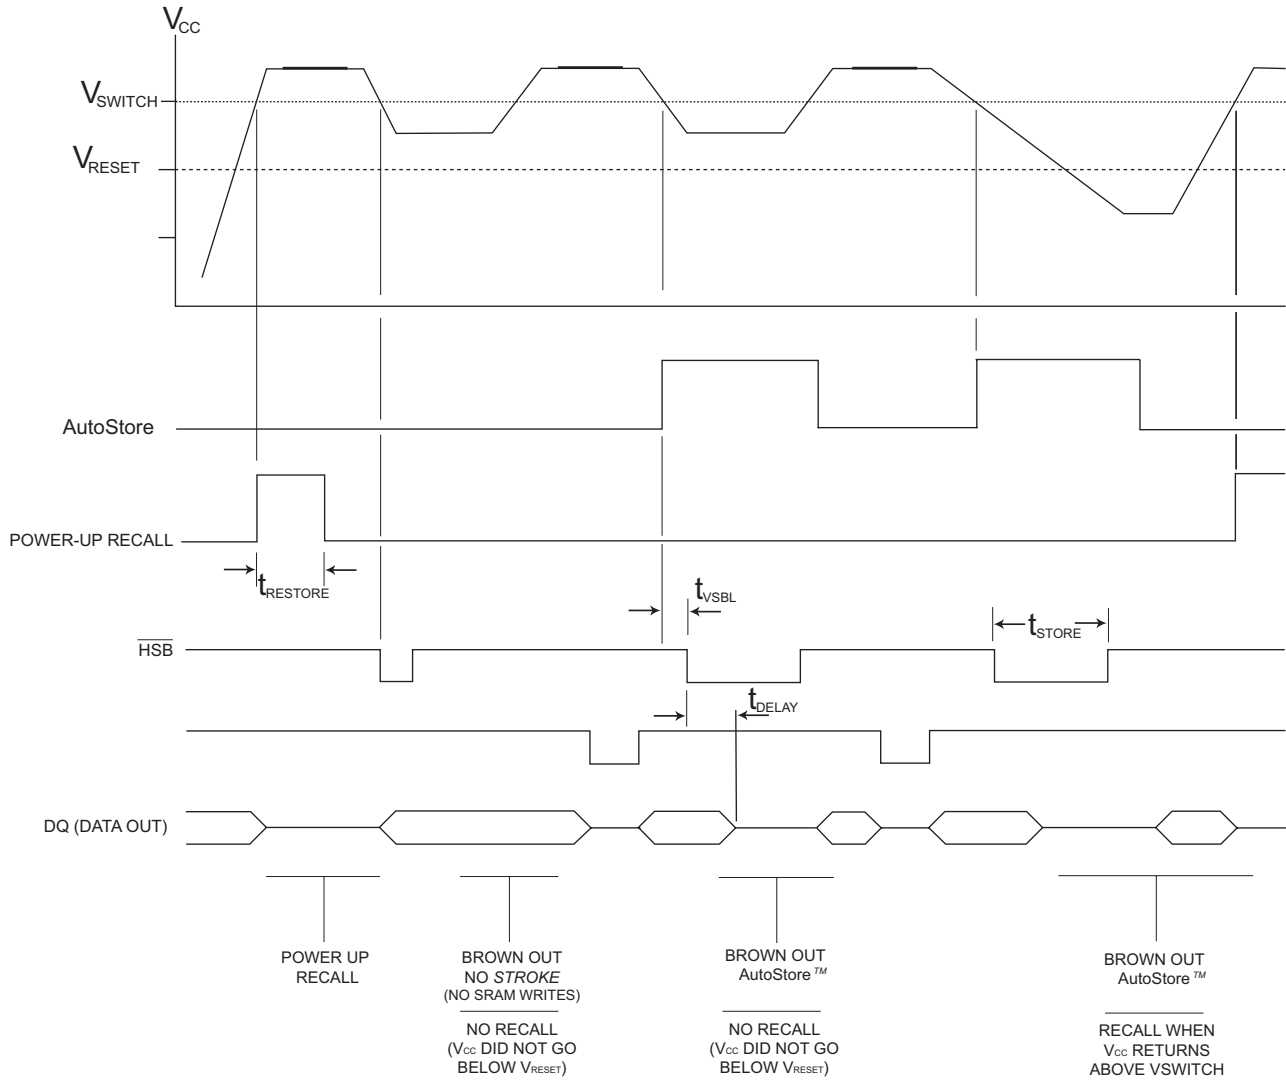 VCC
VSWITCH
VRESET
AutoStore
POWER-UP RECALL
tRESTORE
tVSBL
HSB
tSTORE
tDELAY
DQ (DATA OUT)
POWER UP
RECALL
BROWN OUT
NO STROKE
(NO SRAM WRITES)
NO RECALL
(VCC DID NOT GO
BELOW VRESET)
BROWN OUT
AutoStore™
NO RECALL
(VCC DID NOT GO
BELOW VRESET)
BROWN OUT
AutoStore™
RECALL WHEN
VCC RETURNS
ABOVE VSWITCH